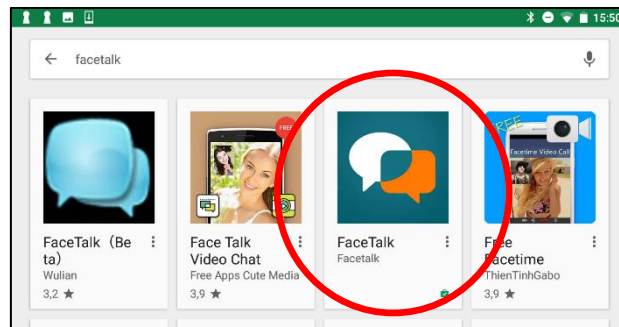 15:50
facetalk
FREE
FREE
Facetime Video Call
FaceTalk (Be
ta)
Wulian
3,2 ★
Face Talk
Video Chat
Free Apps Cute Media
3,9 ★
FaceTalk
Facetalk
Free
Facetime
ThienTinhGabo
3,9 ★